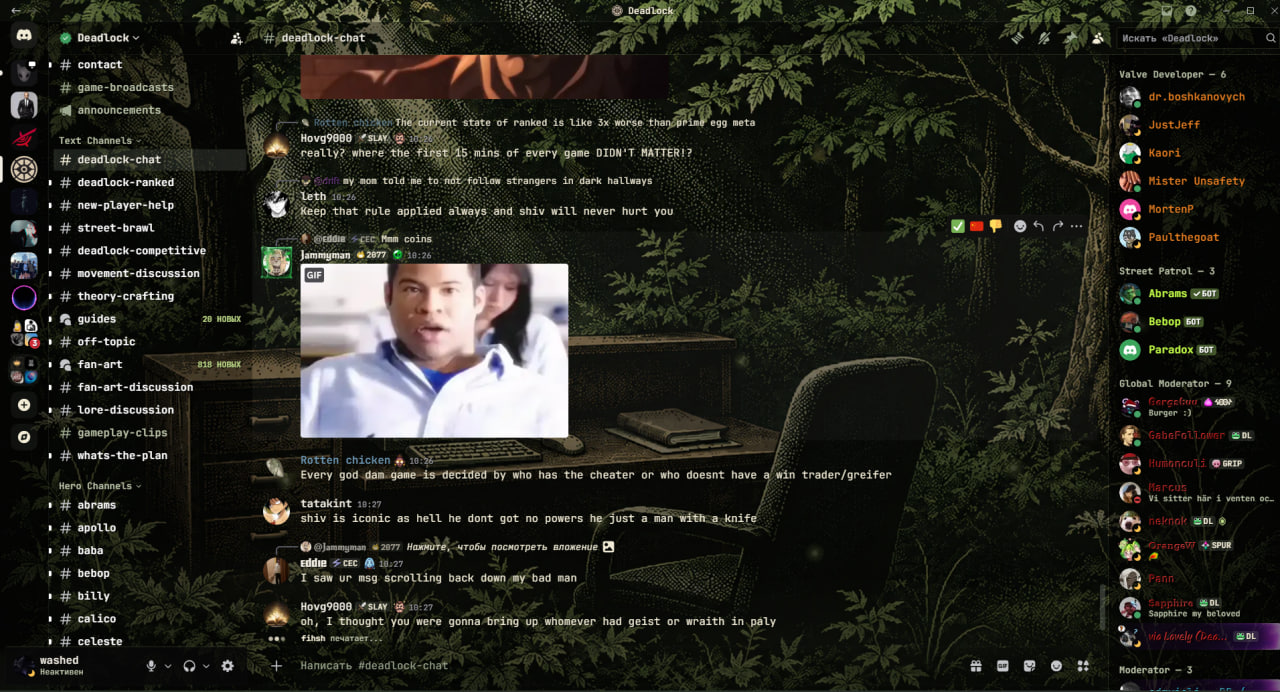 Deadlock
Deadlock
# deadlock-chat
Искать «Deadlock»
# contact
# game-broadcasts
announcements
Text Channels
# deadlock-chat
# deadlock-ranked
# new-player-help
# street-brawl
# deadlock-competitive
# movement-discussion
# theory-crafting
guides 20 НОВЫХ
# off-topic
fan-art 818 НОВЫХ
# fan-art-discussion
# lore-discussion
# gameplay-clips
# whats-the-plan
Hero Channels
# abrams
# apollo
# baba
# bebop
# billy
# calico
# celeste
3
washed
Неактивен
Rotten chicken The current state of ranked is like 3x worse than prime egg meta
Hovg9000 SLAY 10:26
really? where the first 15 mins of every game DIDN'T MATTER!?
@drift my mom told me to not follow strangers in dark hallways
Leth 10:26
Keep that rule applied always and shiv will never hurt you
@Eddie CEC Mmm coins
Jammyman 2077 10:26
GIF
Rotten chicken 10:26
Every god dam game is decided by who has the cheater or who doesnt have a win trader/greifer
tatakint 10:27
shiv is iconic as hell he dont got no powers he just a man with a knife
@Jammyman 2077 Нажмите, чтобы посмотреть вложение
Eddie CEC 10:27
I saw ur msg scrolling back down my bad man
Hovg9000 SLAY 10:27
oh, I thought you were gonna bring up whomever had geist or wraith in paly
fihsh печатает...
Написать #deadlock-chat
GIF
Valve Developer — 6
dr.boshkanovych
JustJeff
Kaori
Mister Unsafety
MortenP
Paulthegoat
Street Patrol — 3
Abrams БОТ
Bebop БОТ
Paradox БОТ
Global Moderator — 9
Burger :)
GabeFollower DL
Humonculi GRIP
Marcus
Vi sitter här i venten oc...
neknok DL
OrangeVJ SPUR
Penn
Sapphire DL
Sapphire my beloved
via Lovely (Dea... DL
Moderator — 3